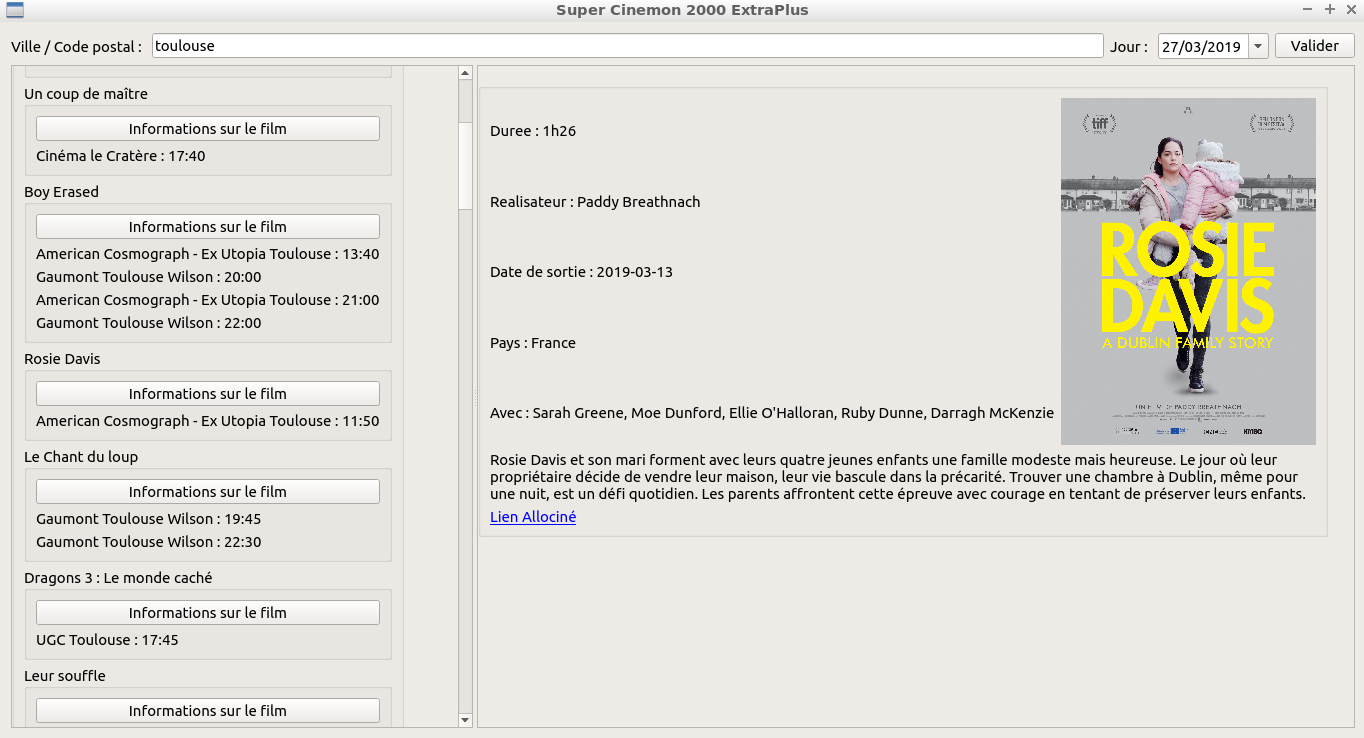 Super Cinemon 2000 ExtraPlus
Ville / Code postal :
toulouse
Jour :
27/03/2019
Valider
Un coup de maître
Informations sur le film
Cinéma le Cratère : 17:40
Boy Erased
Informations sur le film
American Cosmograph - Ex Utopia Toulouse : 13:40
Gaumont Toulouse Wilson : 20:00
American Cosmograph - Ex Utopia Toulouse : 21:00
Gaumont Toulouse Wilson : 22:00
Rosie Davis
Informations sur le film
American Cosmograph - Ex Utopia Toulouse : 11:50
Le Chant du loup
Informations sur le film
Gaumont Toulouse Wilson : 19:45
Gaumont Toulouse Wilson : 22:30
Dragons 3 : Le monde caché
Informations sur le film
UGC Toulouse : 17:45
Leur souffle
Informations sur le film
Duree : 1h26
Realisateur : Paddy Breathnach
Date de sortie : 2019-03-13
Pays : France
Avec : Sarah Greene, Moe Dunford, Ellie O'Halloran, Ruby Dunne, Darragh McKenzie
tiff
ROSIE
DAVIS
A DUBLIN FAMILY STORY
UN FILM DE PADDY BREATHNACH
Rosie Davis et son mari forment avec leurs quatre jeunes enfants une famille modeste mais heureuse. Le jour où leur
propriétaire décide de vendre leur maison, leur vie bascule dans la précarité. Trouver une chambre à Dublin, même pour
une nuit, est un défi quotidien. Les parents affrontent cette épreuve avec courage en tentant de préserver leurs enfants.
Lien Allociné